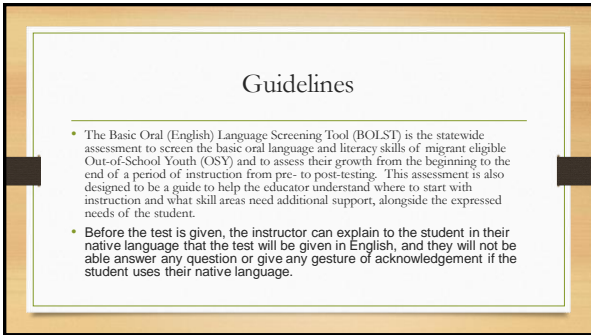 Guidelines
• The Basic Oral (English) Language Screening Tool (BOLST) is the statewide
assessment to screen the basic oral language and literacy skills of migrant eligible
Out-of-School Youth (OSY) and to assess their growth from the beginning to the
end of a period of instruction from pre- to post-testing.  This assessment is also
designed to be a guide to help the educator understand where to start with
instruction and what skill areas need additional support, alongside the expressed
needs of the student.
• Before the test is given, the instructor can explain to the student in their
native language that the test will be given in English, and they will not be
able answer any question or give any gesture of acknowledgement if the
student uses their native language.